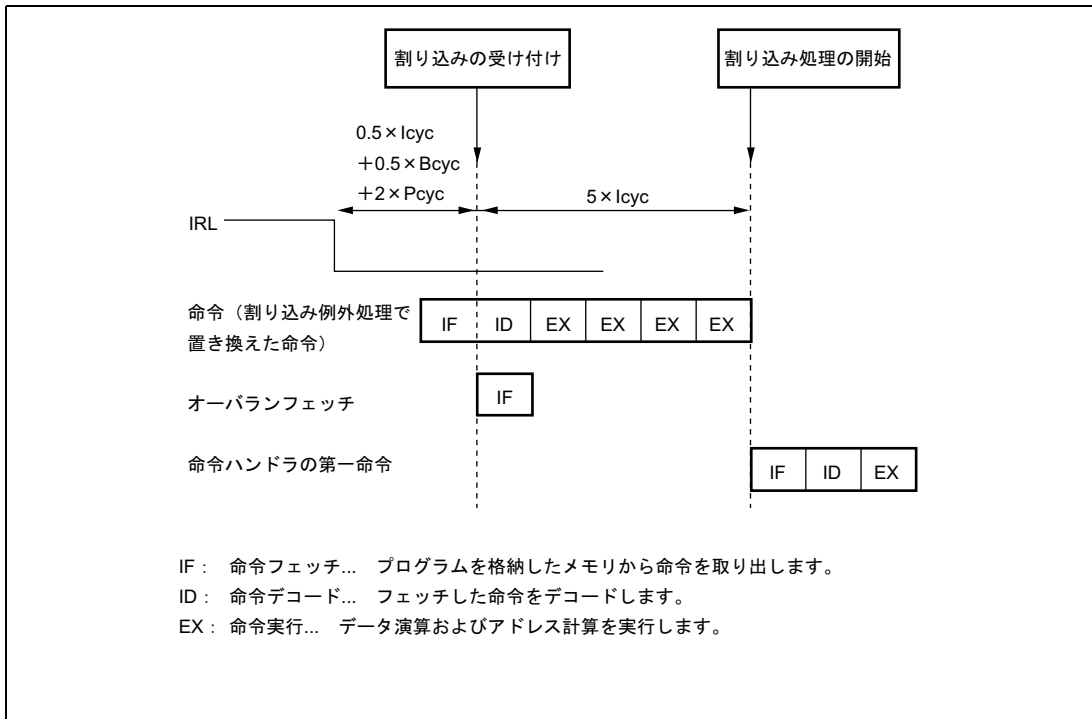 割り込みの受け付け
割り込み処理の開始
0.5×Icyc
+0.5×Bcyc
+2×Pcyc
5×Icyc
IRL
命令（割り込み例外処理で
置き換えた命令）
IF ID EX EX EX EX
オーバランフェッチ
IF
命令ハンドラの第一命令
IF ID EX
IF： 命令フェッチ... プログラムを格納したメモリから命令を取り出します。
ID： 命令デコード... フェッチした命令をデコードします。
EX： 命令実行... データ演算およびアドレス計算を実行します。